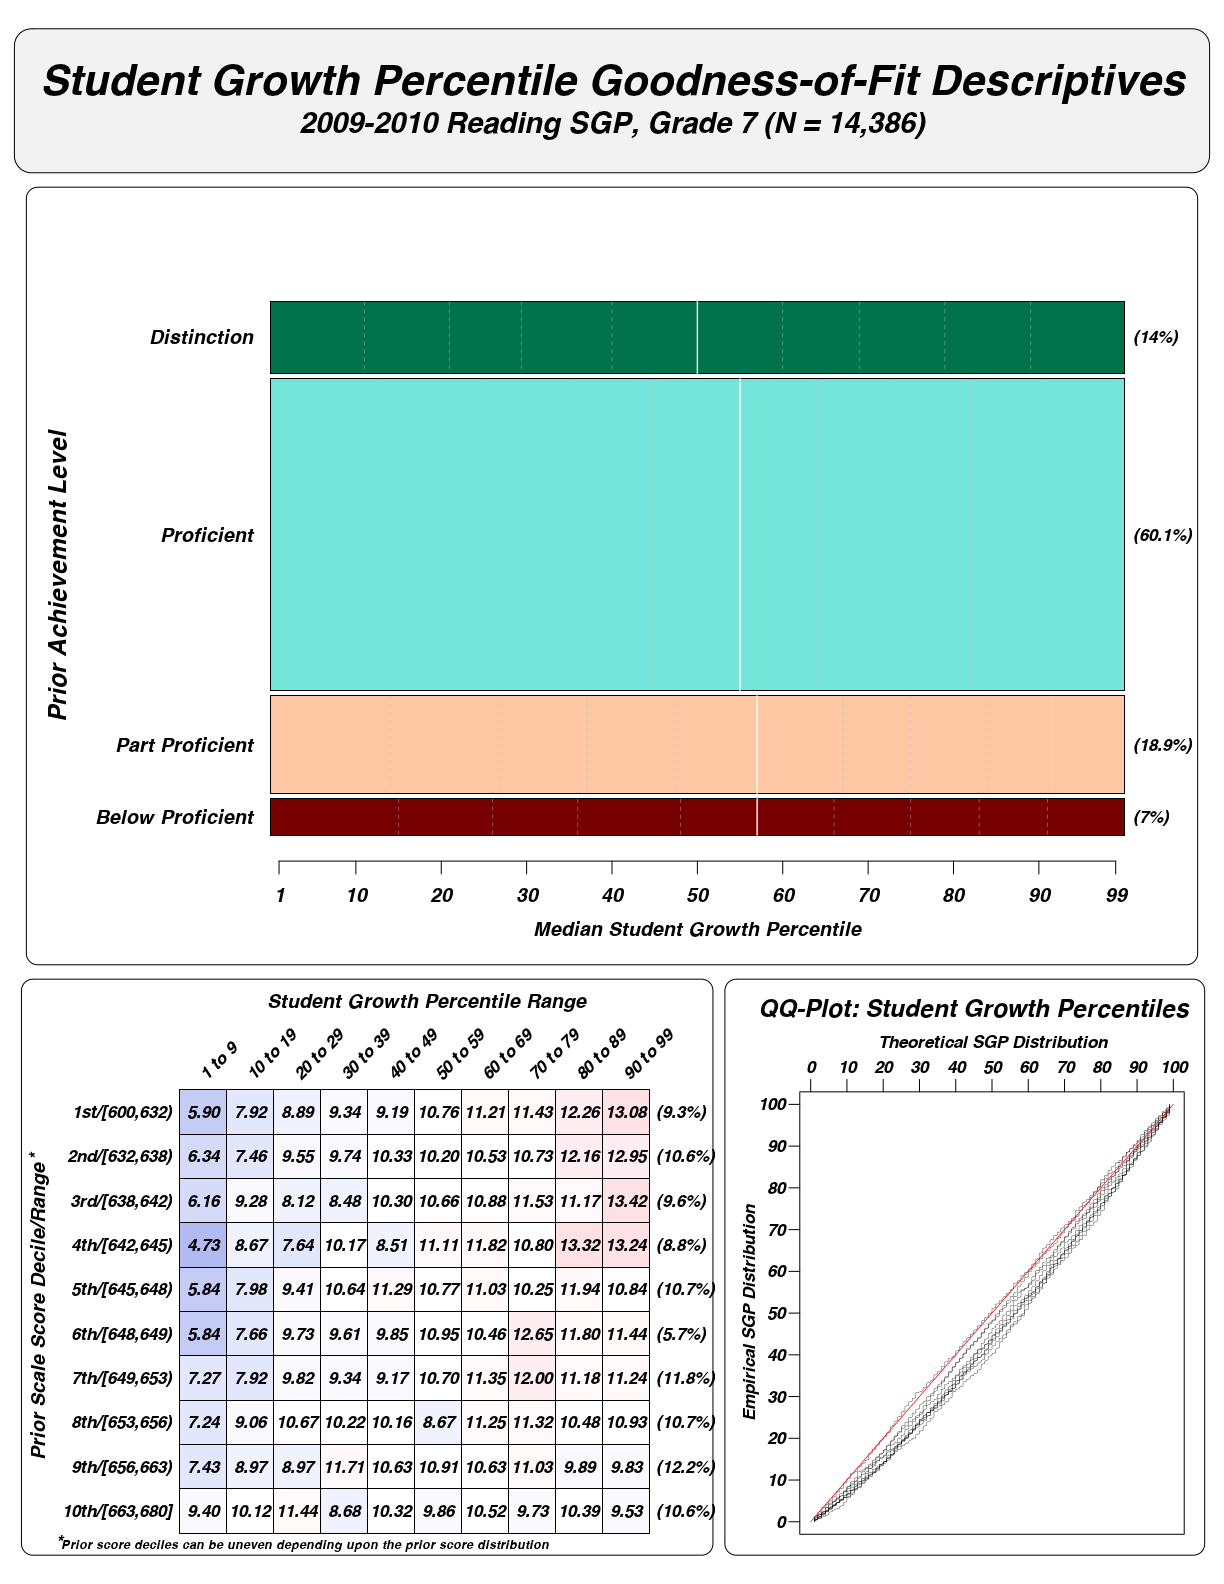 Student Growth Percentile Goodness-of-Fit Descriptives
2009-2010 Reading SGP, Grade 7 (N = 14,386)
Prior Achievement Level
Distinction (14%)
Proficient (60.1%)
Part Proficient (18.9%)
Below Proficient (7%)
1 10 20 30 40 50 60 70 80 90 99
Median Student Growth Percentile
Student Growth Percentile Range
1 to 9 10 to 19 20 to 29 30 to 39 40 to 49 50 to 59 60 to 69 70 to 79 80 to 89 90 to 99
Prior Scale Score Decile/Range*
1st/[600,632) 5.90 7.92 8.89 9.34 9.19 10.76 11.21 11.43 12.26 13.08 (9.3%)
2nd/[632,638) 6.34 7.46 9.55 9.74 10.33 10.20 10.53 10.73 12.16 12.95 (10.6%)
3rd/[638,642) 6.16 9.28 8.12 8.48 10.30 10.66 10.88 11.53 11.17 13.42 (9.6%)
4th/[642,645) 4.73 8.67 7.64 10.17 8.51 11.11 11.82 10.80 13.32 13.24 (8.8%)
5th/[645,648) 5.84 7.98 9.41 10.64 11.29 10.77 11.03 10.25 11.94 10.84 (10.7%)
6th/[648,649) 5.84 7.66 9.73 9.61 9.85 10.95 10.46 12.65 11.80 11.44 (5.7%)
7th/[649,653) 7.27 7.92 9.82 9.34 9.17 10.70 11.35 12.00 11.18 11.24 (11.8%)
8th/[653,656) 7.24 9.06 10.67 10.22 10.16 8.67 11.25 11.32 10.48 10.93 (10.7%)
9th/[656,663) 7.43 8.97 8.97 11.71 10.63 10.91 10.63 11.03 9.89 9.83 (12.2%)
10th/[663,680] 9.40 10.12 11.44 8.68 10.32 9.86 10.52 9.73 10.39 9.53 (10.6%)
*Prior score deciles can be uneven depending upon the prior score distribution
QQ-Plot: Student Growth Percentiles
Theoretical SGP Distribution
0 10 20 30 40 50 60 70 80 90 100
Empirical SGP Distribution
100
90
80
70
60
50
40
30
20
10
0